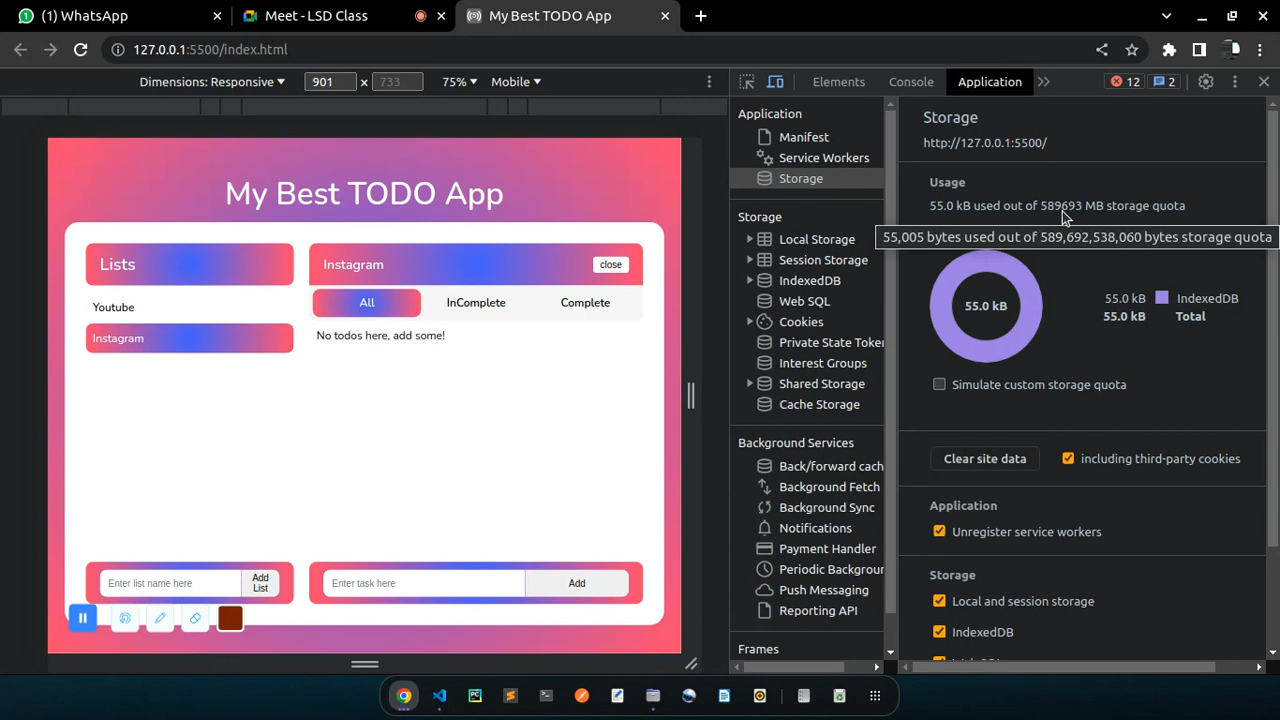 (1) WhatsApp
Meet - LSD Class
My Best TODO App
127.0.0.1:5500/index.html
Dimensions: Responsive
901 x 733
75%
Mobile
Elements
Console
Application
12
2
My Best TODO App
Lists
Youtube
Instagram
Instagram
close
All
InComplete
Complete
No todos here, add some!
Enter list name here
Add
List
Enter task here
Add
Application
Manifest
Service Workers
Storage
Storage
Local Storage
Session Storage
IndexedDB
Web SQL
Cookies
Private State Token
Interest Groups
Shared Storage
Cache Storage
Background Services
Back/forward cach
Background Fetch
Background Sync
Notifications
Payment Handler
Periodic Backgroun
Push Messaging
Reporting API
Frames
Storage
http://127.0.0.1:5500/
Usage
55.0 kB used out of 589693 MB storage quota
55,005 bytes used out of 589,692,538,060 bytes storage quota
55.0 kB
55.0 kB IndexedDB
55.0 kB Total
Simulate custom storage quota
Clear site data
including third-party cookies
Application
Unregister service workers
Storage
Local and session storage
IndexedDB